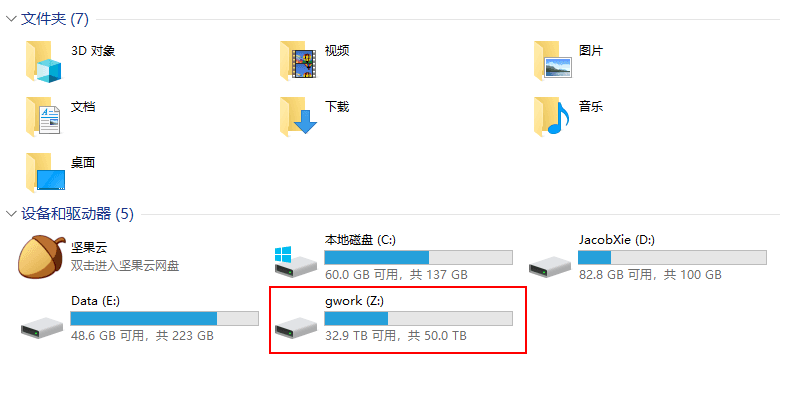 文件夹 (7)
3D 对象
视频
图片
文档
下载
音乐
桌面
设备和驱动器 (5)
坚果云
双击进入坚果云网盘
本地磁盘 (C:)
60.0 GB 可用，共 137 GB
JacobXie (D:)
82.8 GB 可用，共 100 GB
Data (E:)
48.6 GB 可用，共 223 GB
gwork (Z:)
32.9 TB 可用，共 50.0 TB